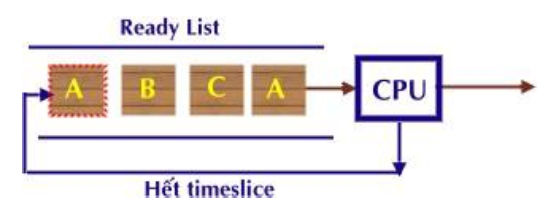 Ready List
A B C A CPU
Hết timeslice